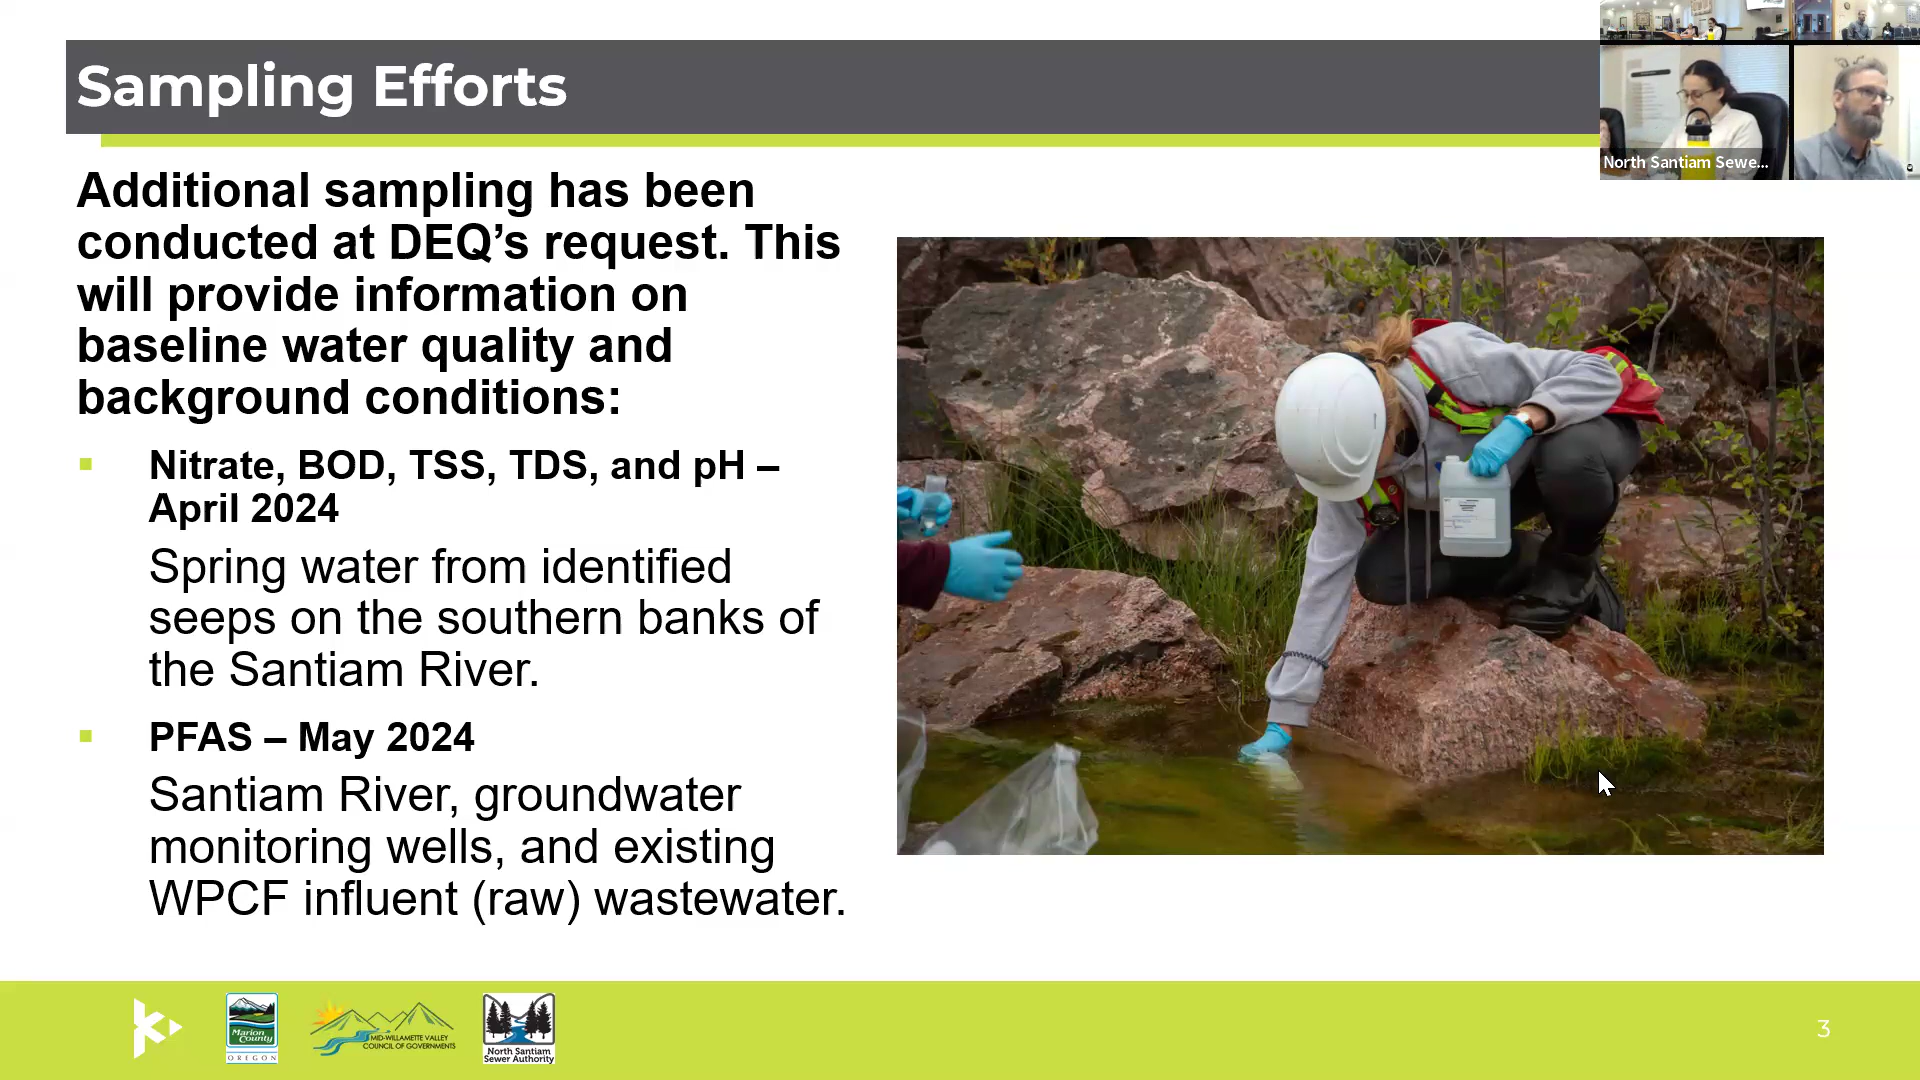 Sampling Efforts
North Santiam Sewe...
Additional sampling has been
conducted at DEQ’s request. This
will provide information on
baseline water quality and
background conditions:
Nitrate, BOD, TSS, TDS, and pH –
April 2024
Spring water from identified
seeps on the southern banks of
the Santiam River.
PFAS – May 2024
Santiam River, groundwater
monitoring wells, and existing
WPCF influent (raw) wastewater.
Marion
County
OREGON
MID-WILLAMETTE VALLEY
COUNCIL OF GOVERNMENTS
North Santiam
Sewer Authority
3